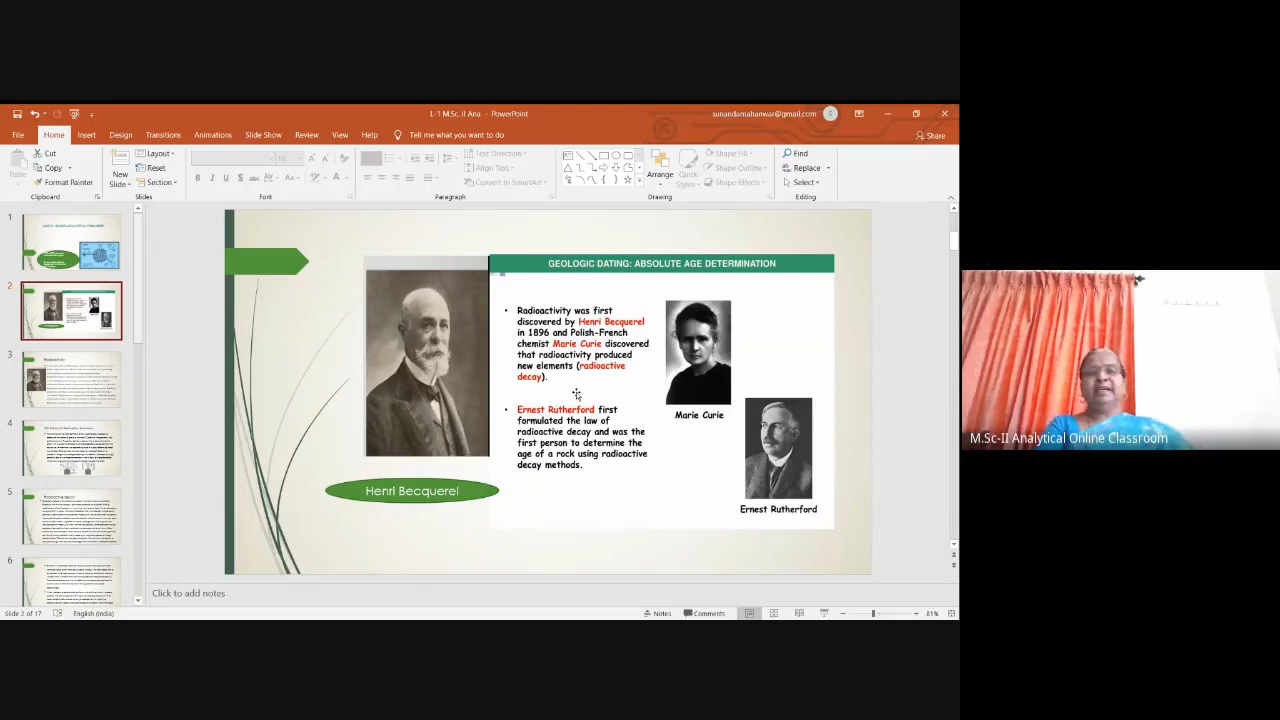 L-1 M.Sc. II Ana - PowerPoint
sunandamahanwar@gmail.com
S
File
Home
Insert
Design
Transitions
Animations
Slide Show
Review
View
Help
Tell me what you want to do
Share
Paste
Cut
Copy
Format Painter
Clipboard
New
Slide
Layout
Reset
Section
Slides
18
Font
Text Direction
Align Text
Convert to SmartArt
Paragraph
Arrange
Quick
Styles
Shape Fill
Shape Outline
Shape Effects
Drawing
Find
Replace
Select
Editing
1
2
3
4
5
6
GEOLOGIC DATING: ABSOLUTE AGE DETERMINATION
• Radioactivity was first
discovered by Henri Becquerel
in 1896 and Polish-French
chemist Marie Curie discovered
that radioactivity produced
new elements (radioactive
decay).
• Ernest Rutherford first
formulated the law of
radioactive decay and was the
first person to determine the
age of a rock using radioactive
decay methods.
Marie Curie
Ernest Rutherford
Henri Becquerel
Click to add notes
Slide 2 of 17
English (India)
Notes
Comments
81%
M.Sc-II Analytical Online Classroom